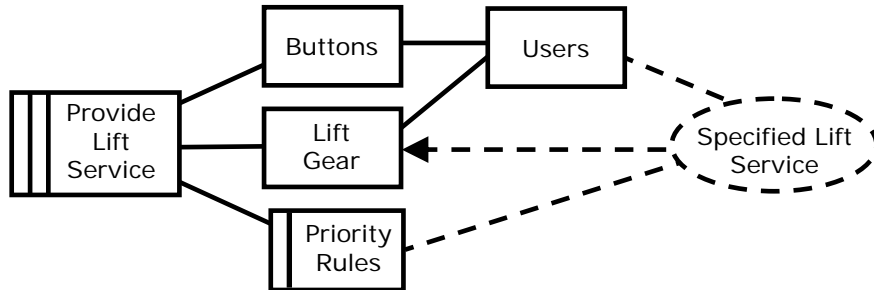 Buttons
Users
Provide
Lift
Service
Lift
Gear
Specified Lift
Service
Priority
Rules